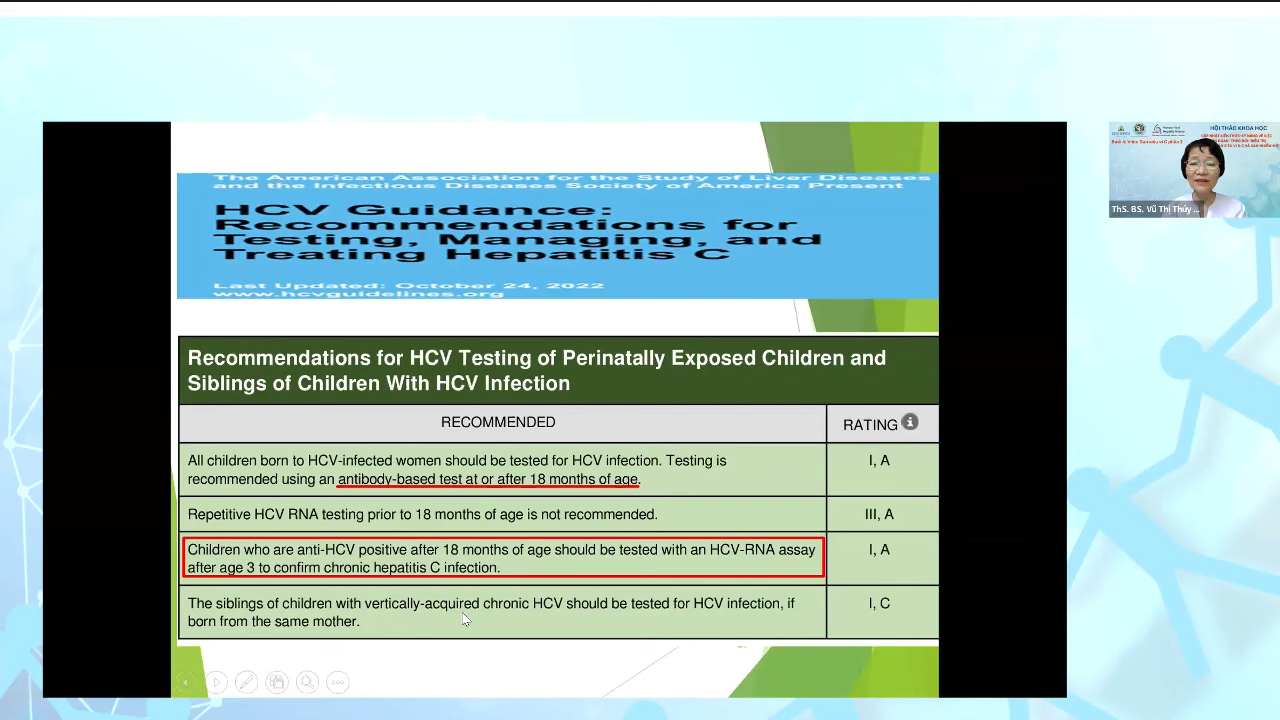 The American Association for the Study of Liver Diseases
and the Infectious Diseases Society of America Present
HCV Guidance:
Recommendations for
Testing, Managing, and
Treating Hepatitis C
Last Updated: October 24, 2022
www.hcvguidelines.org
Recommendations for HCV Testing of Perinatally Exposed Children and
Siblings of Children With HCV Infection
RECOMMENDED
RATING
All children born to HCV-infected women should be tested for HCV infection. Testing is
recommended using an antibody-based test at or after 18 months of age.
I, A
Repetitive HCV RNA testing prior to 18 months of age is not recommended.
III, A
Children who are anti-HCV positive after 18 months of age should be tested with an HCV-RNA assay
after age 3 to confirm chronic hepatitis C infection.
I, A
The siblings of children with vertically-acquired chronic HCV should be tested for HCV infection, if
born from the same mother.
I, C
HỘI THẢO KHOA HỌC
ThS. BS. Vũ Thị Thúy ...